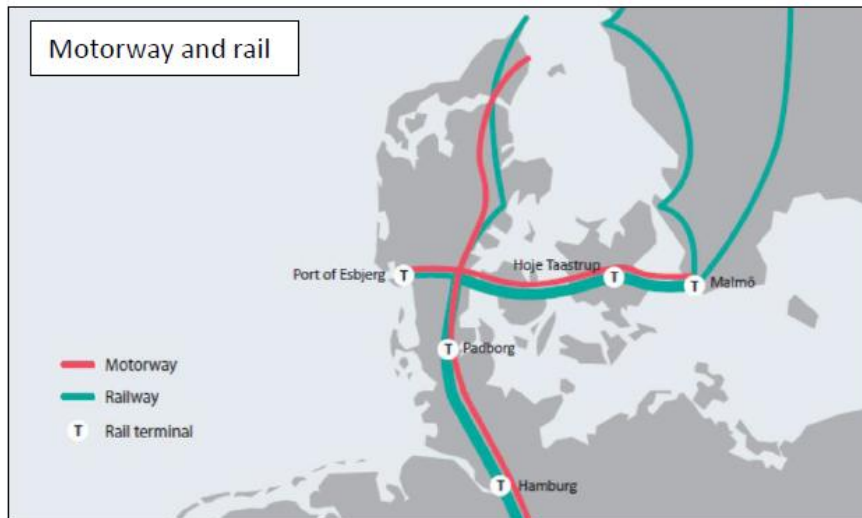 Motorway and rail
Port of Esbjerg
T
Hoje Taastrup
T
T
Malmö
T
Padborg
Motorway
Railway
T
Rail terminal
T
Hamburg